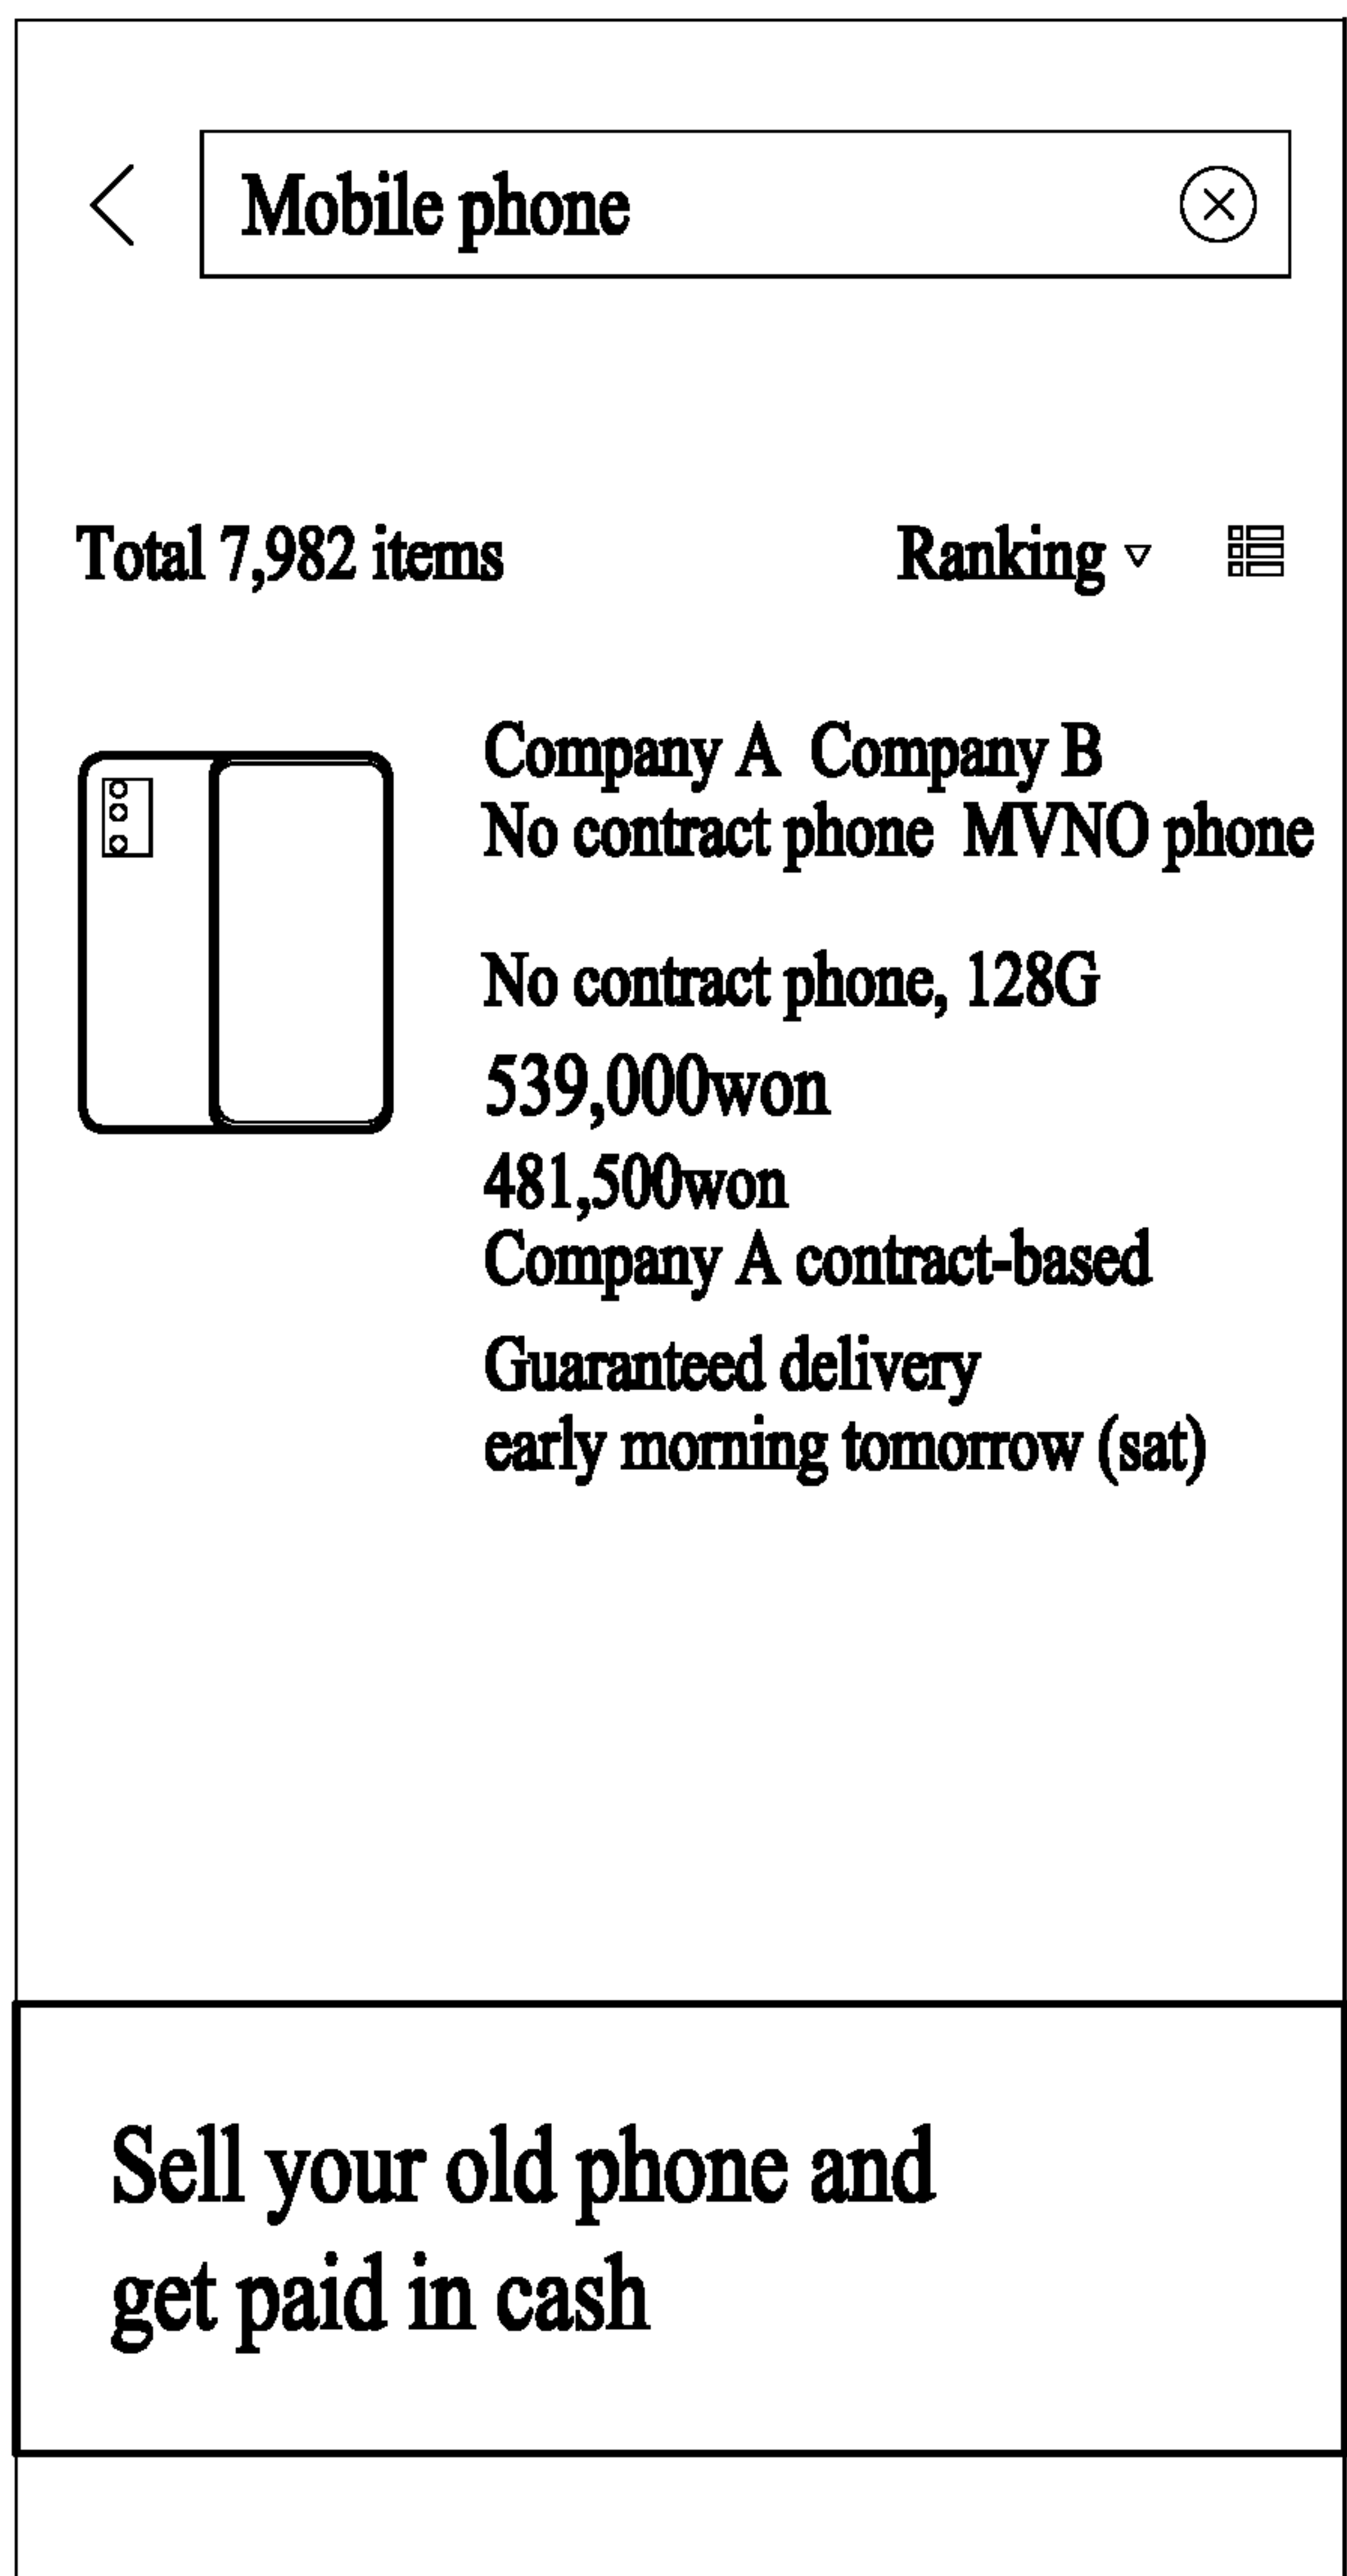 Mobile phone
Total 7,982 items
Ranking
Company A  Company B
No contract phone  MVNO phone
No contract phone, 128G
539,000won
481,500won
Company A contract-based
Guaranteed delivery
early morning tomorrow (sat)
Sell your old phone and
get paid in cash